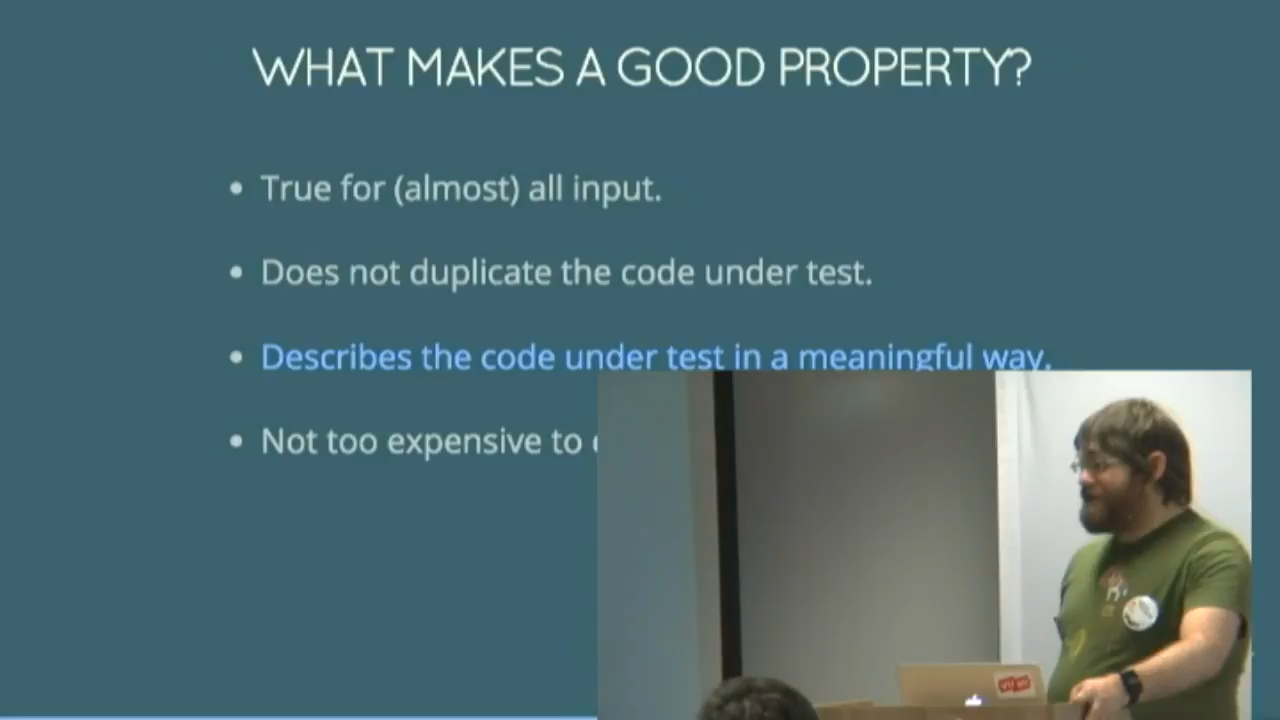 WHAT MAKES A GOOD PROPERTY?
• True for (almost) all input.
• Does not duplicate the code under test.
• Describes the code under test in a meaningful way.
• Not too expensive to